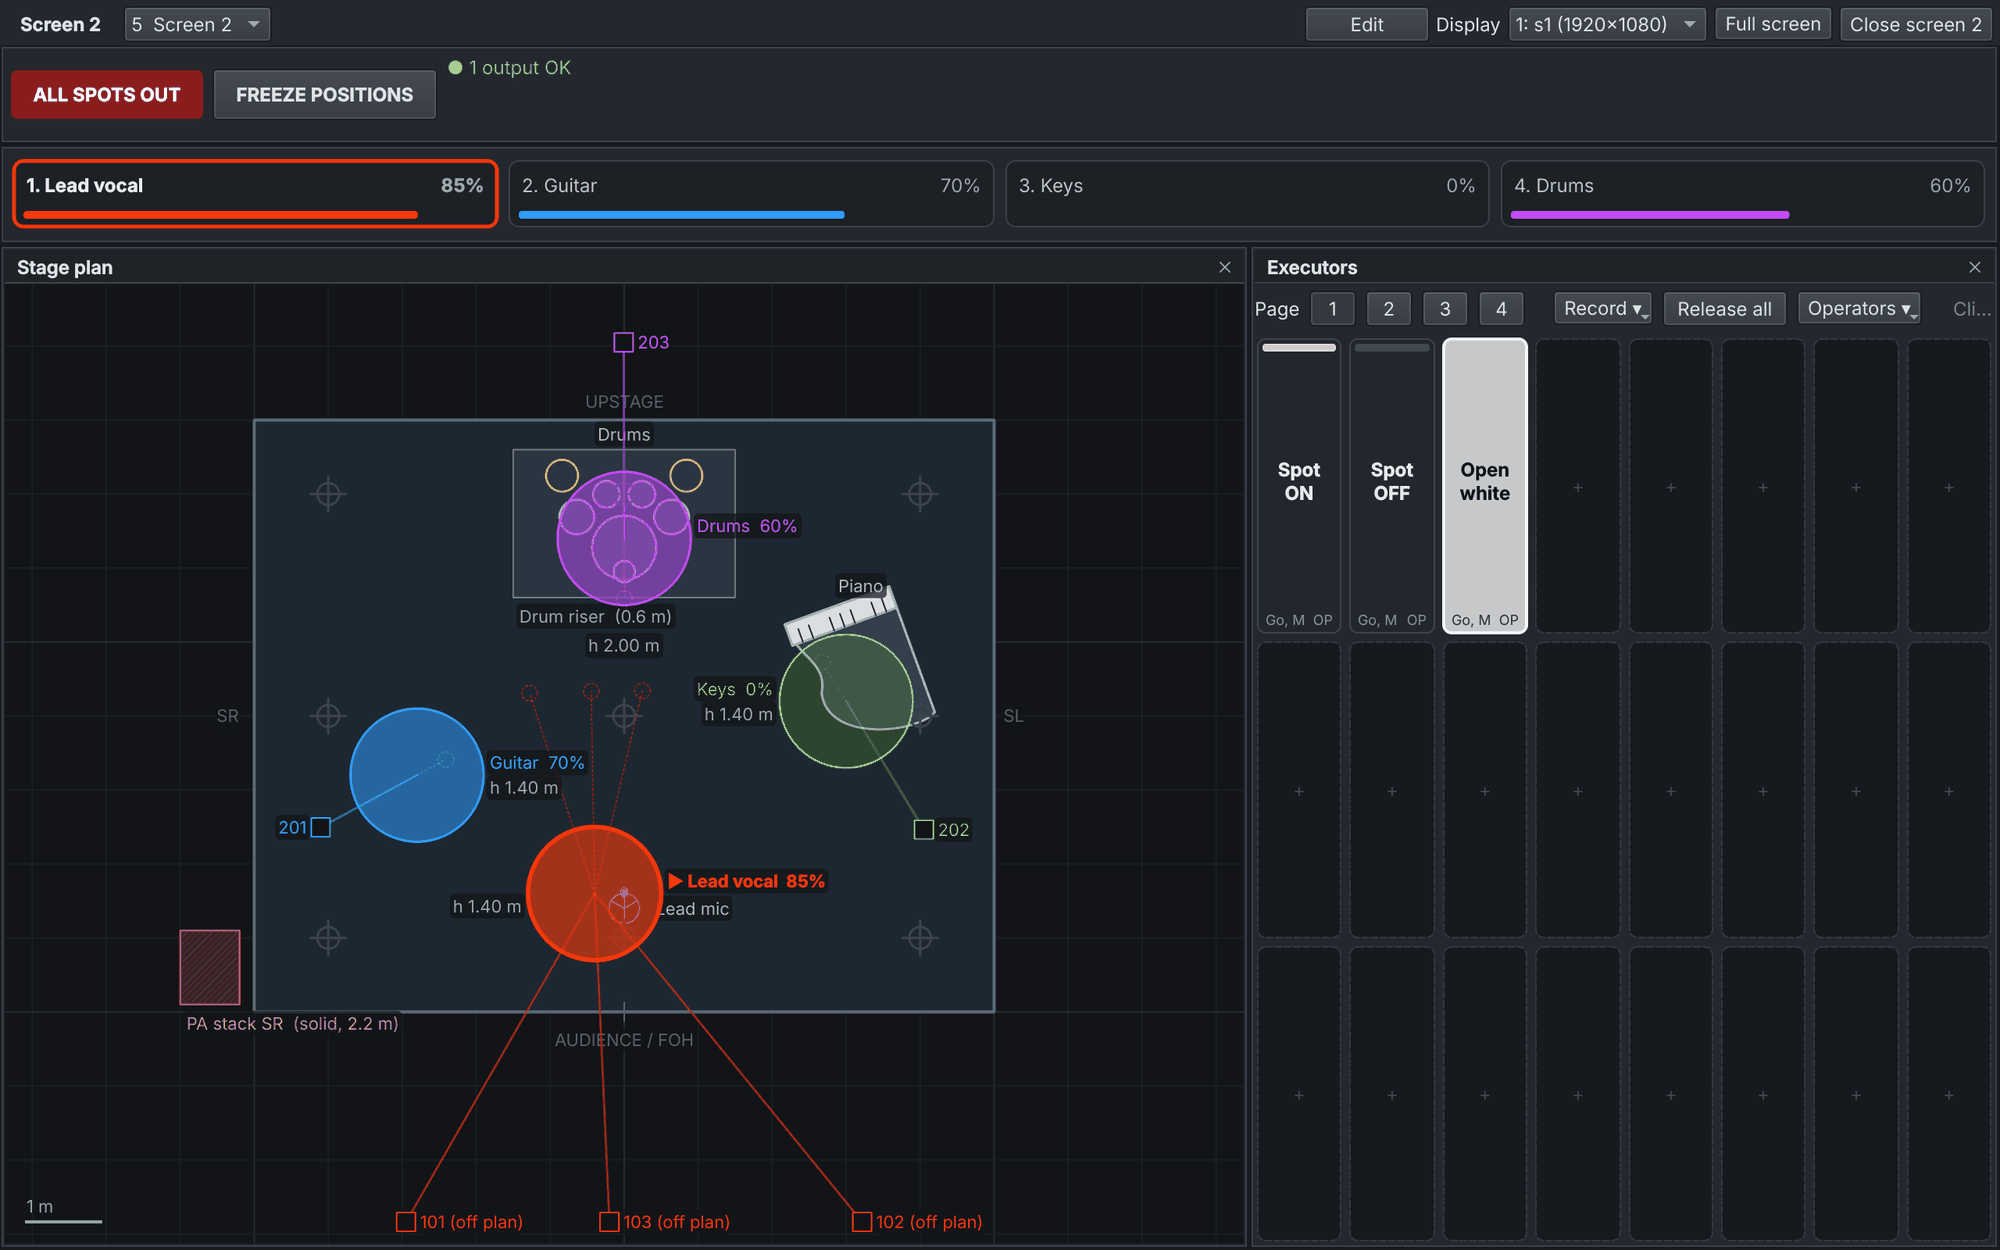 Screen 2
5 Screen 2
Edit
Display
1: s1 (1920×1080)
Full screen
Close screen 2
ALL SPOTS OUT
FREEZE POSITIONS
1 output OK
1. Lead vocal
85%
2. Guitar
70%
3. Keys
0%
4. Drums
60%
Stage plan
203
UPSTAGE
Drums
Drums 60%
Drum riser (0.6 m)
h 2.00 m
Piano
Keys 0%
h 1.40 m
SR
SL
Guitar 70%
h 1.40 m
201
202
Lead vocal 85%
h 1.40 m
Lead mic
PA stack SR (solid, 2.2 m)
AUDIENCE / FOH
1 m
101 (off plan)
103 (off plan)
102 (off plan)
Executors
Page
1
2
3
4
Record
Release all
Operators
Cli...
Spot
ON
Go, M OP
Spot
OFF
Go, M OP
Open
white
Go, M OP